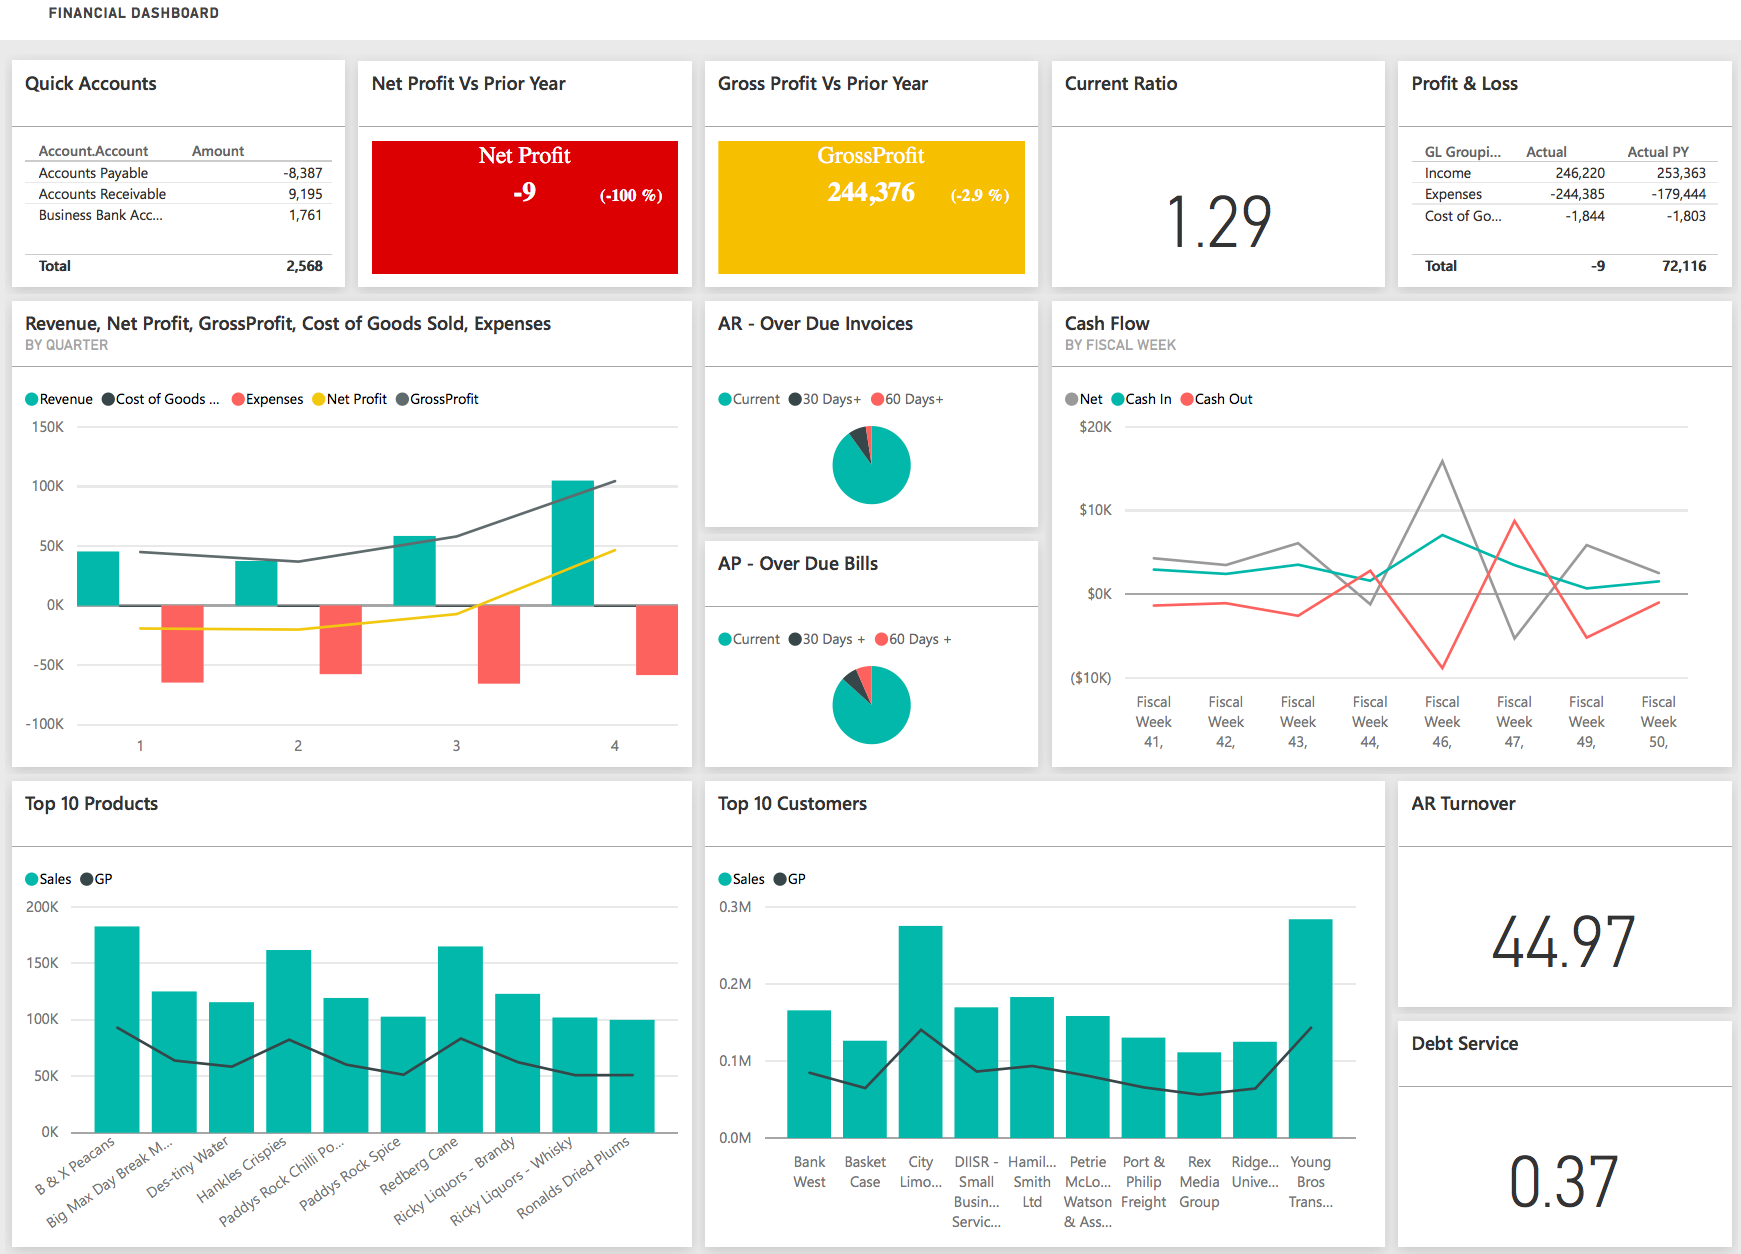 FINANCIAL DASHBOARD
Quick Accounts
Account.Account Amount
Accounts Payable -8,387
Accounts Receivable 9,195
Business Bank Acc... 1,761
Total 2,568
Net Profit Vs Prior Year
Net Profit
-9 (-100 %)
Gross Profit Vs Prior Year
GrossProfit
244,376 (-2.9 %)
Current Ratio
1.29
Profit & Loss
GL Groupi... Actual Actual PY
Income 246,220 253,363
Expenses -244,385 -179,444
Cost of Go... -1,844 -1,803
Total -9 72,116
Revenue, Net Profit, GrossProfit, Cost of Goods Sold, Expenses
BY QUARTER
Revenue Cost of Goods ... Expenses Net Profit GrossProfit
150K
100K
50K
0K
-50K
-100K
1 2 3 4
AR - Over Due Invoices
Current 30 Days+ 60 Days+
AP - Over Due Bills
Current 30 Days + 60 Days +
Cash Flow
BY FISCAL WEEK
Net Cash In Cash Out
$20K
$10K
$0K
($10K)
Fiscal Fiscal Fiscal Fiscal Fiscal Fiscal Fiscal Fiscal
Week Week Week Week Week Week Week Week
41, 42, 43, 44, 46, 47, 49, 50,
Top 10 Products
Sales GP
200K
150K
100K
50K
0K
B & X Peacans
Big Max Day Break M...
Des-tiny Water
Hankles Crispies
Paddys Rock Chilli Po...
Paddys Rock Spice
Redberg Cane
Ricky Liquors - Brandy
Ricky Liquors - Whisky
Ronalds Dried Plums
Top 10 Customers
Sales GP
0.3M
0.2M
0.1M
0.0M
Bank Basket City DIISR - Hamil... Petrie Port & Rex Ridge... Young
West Case Limo... Small Smith McLo... Philip Media Unive... Bros
Busin... Ltd Watson Freight Group Trans...
Servic... & Ass...
AR Turnover
44.97
Debt Service
0.37